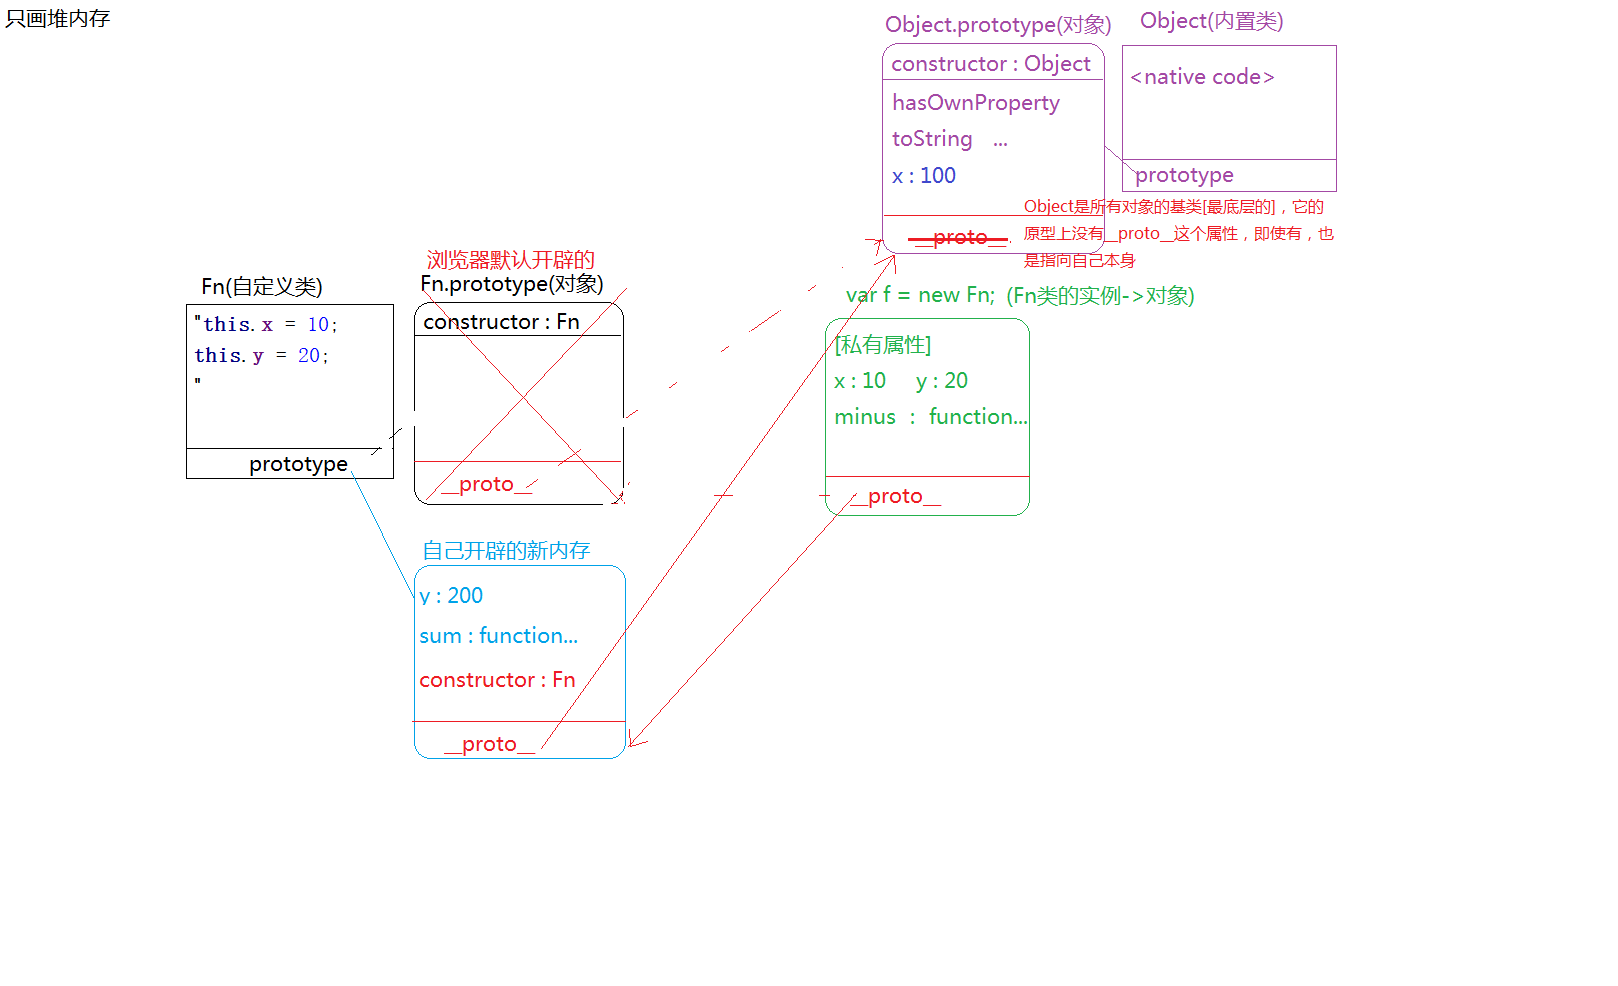 只画堆内存
Object.prototype(对象)
constructor : Object
hasOwnProperty
toString ...
x : 100
__proto__
Object(内置类)
<native code>
prototype
Object是所有对象的基类[最底层的]，它的
原型上没有__proto__这个属性，即使有，也
是指向自己本身
Fn(自定义类)
"this.x = 10;
this.y = 20;
"
prototype
浏览器默认开辟的
Fn.prototype(对象)
constructor : Fn
__proto__
var f = new Fn; (Fn类的实例->对象)
[私有属性]
x : 10 y : 20
minus : function...
__proto__
自己开辟的新内存
y : 200
sum : function...
constructor : Fn
__proto__